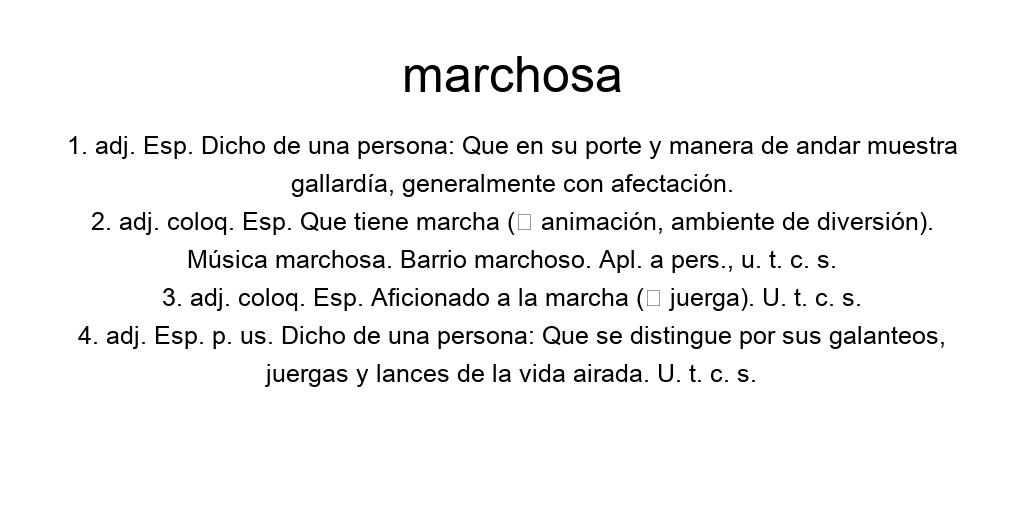 marchosa
1. adj. Esp. Dicho de una persona: Que en su porte y manera de andar muestra
gallardía, generalmente con afectación.
2. adj. coloq. Esp. Que tiene marcha (□ animación, ambiente de diversión).
Música marchosa. Barrio marchoso. Apl. a pers., u. t. c. s.
3. adj. coloq. Esp. Aficionado a la marcha (□ juerga). U. t. c. s.
4. adj. Esp. p. us. Dicho de una persona: Que se distingue por sus galanteos,
juergas y lances de la vida airada. U. t. c. s.